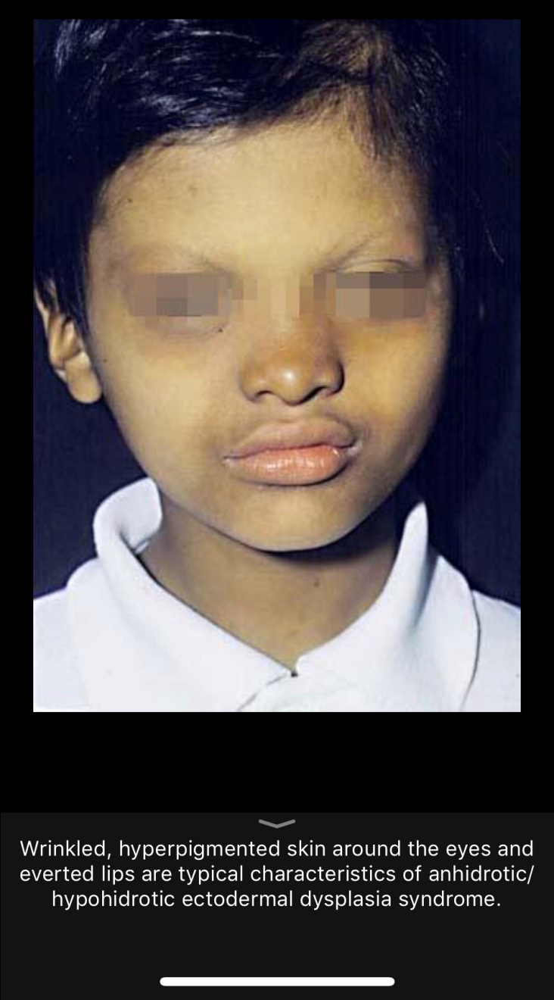 Wrinkled, hyperpigmented skin around the eyes and
everted lips are typical characteristics of anhidrotic/
hypohidrotic ectodermal dysplasia syndrome.